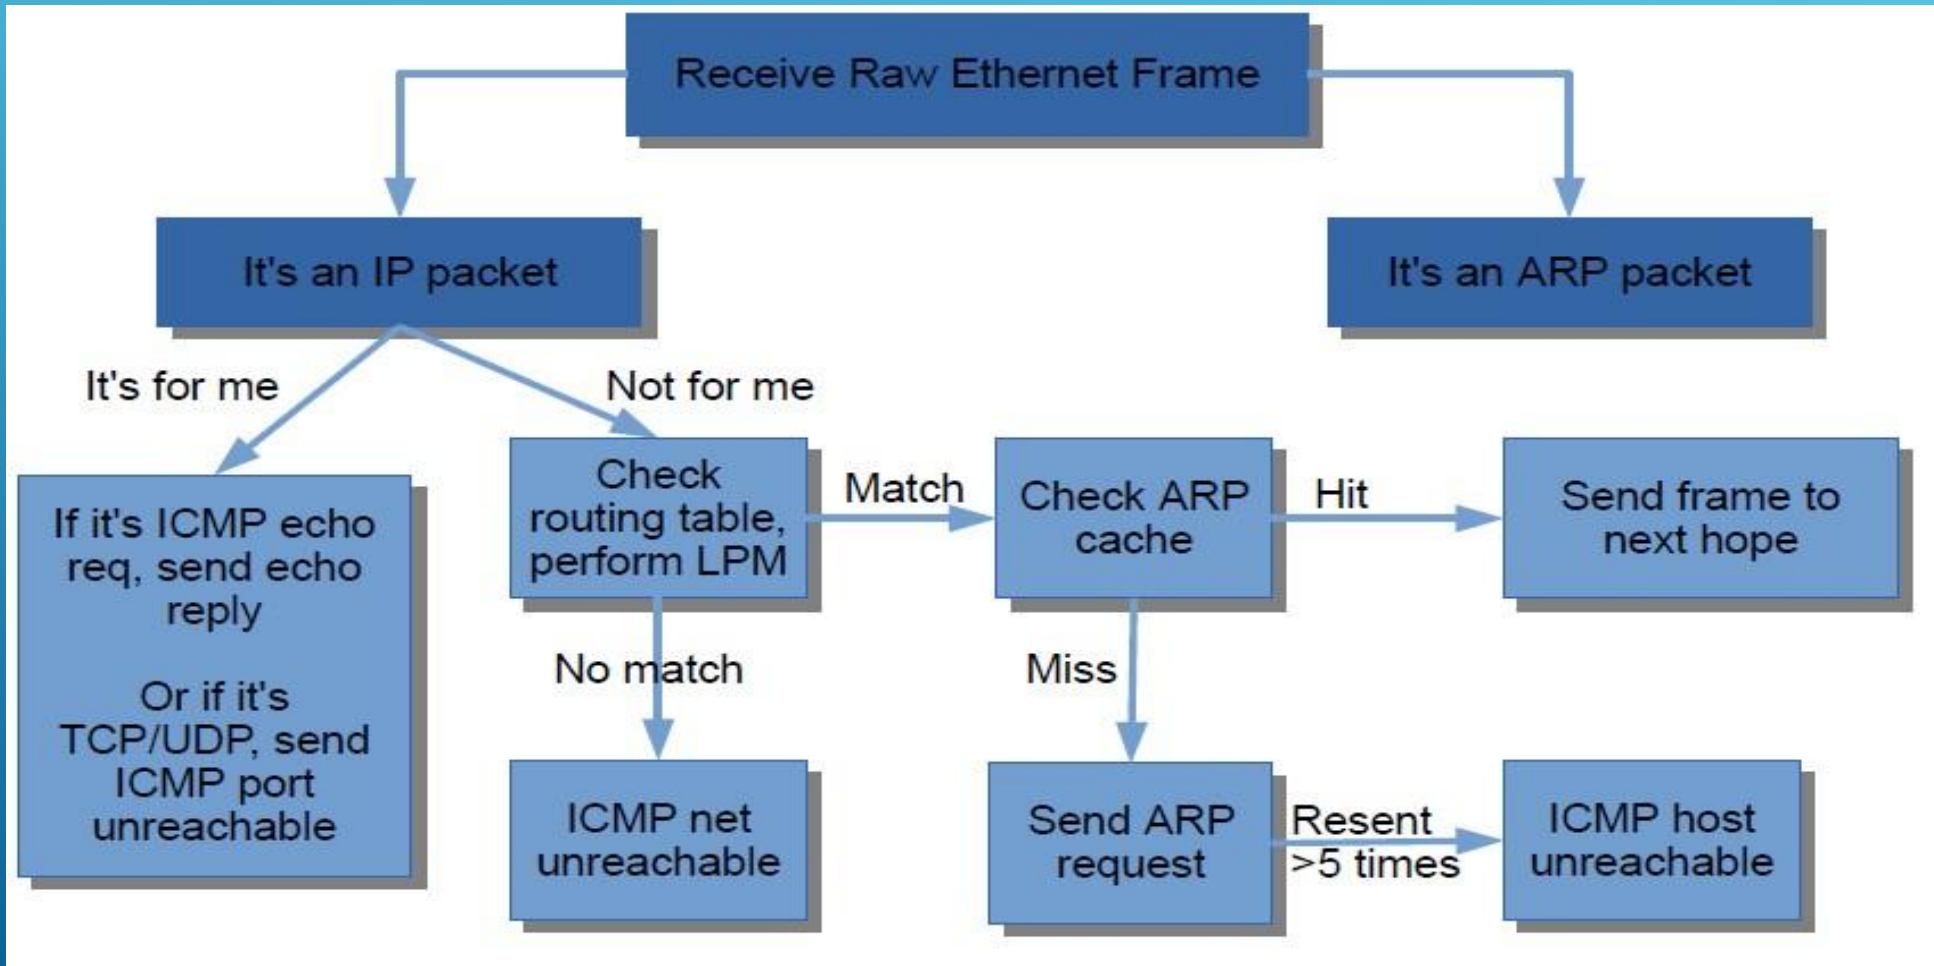 Receive Raw Ethernet Frame
It's an IP packet
It's an ARP packet
It's for me
Not for me
If it's ICMP echo
req, send echo
reply
Or if it's
TCP/UDP, send
ICMP port
unreachable
Check
routing table,
perform LPM
Match
Check ARP
cache
Hit
Send frame to
next hope
No match
Miss
ICMP net
unreachable
Send ARP
request
Resent
>5 times
ICMP host
unreachable